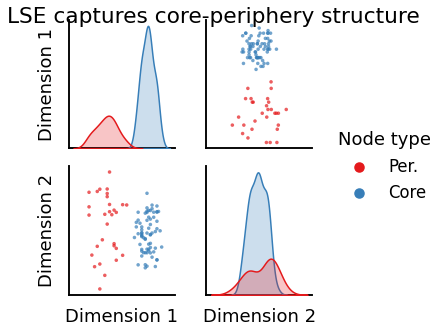 LSE captures core-periphery structure
Dimension 1
Dimension 2
Dimension 1
Dimension 2
Node type
Per.
Core